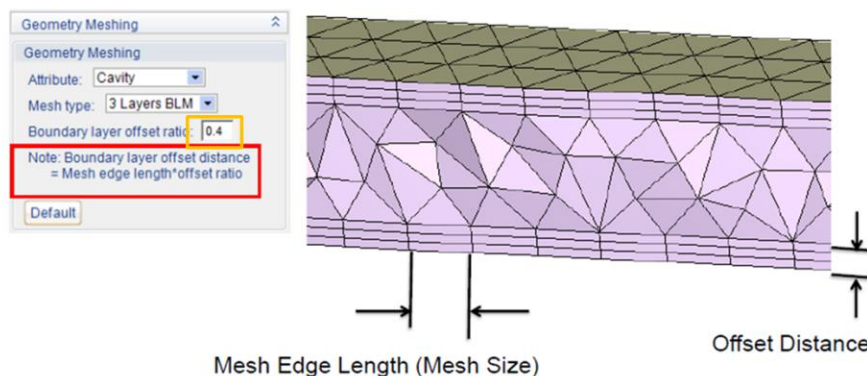 Geometry Meshing
Geometry Meshing
Attribute: Cavity
Mesh type: 3 Layers BLM
Boundary layer offset ratio: 0.4
Note: Boundary layer offset distance
= Mesh edge length*offset ratio
Default
Offset Distance
Mesh Edge Length (Mesh Size)